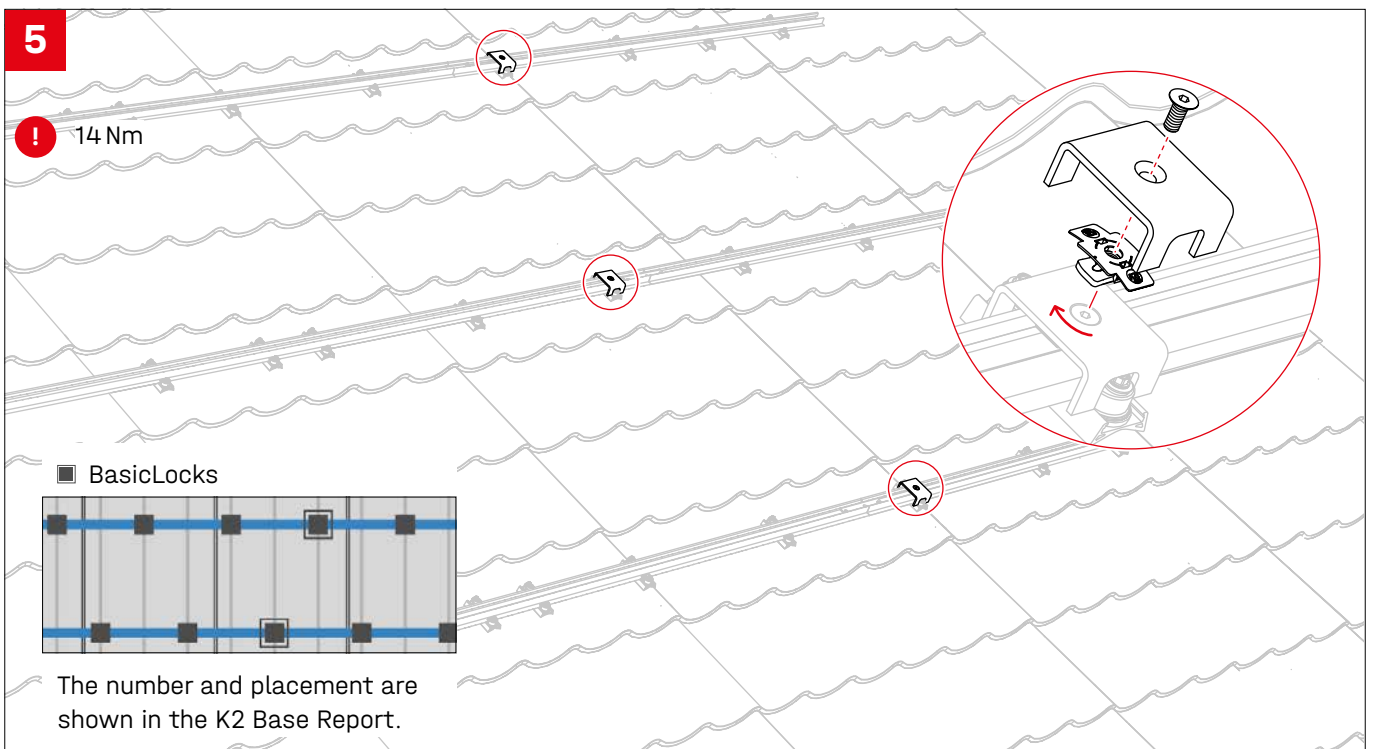 5
! 14 Nm
BasicLocks
The number and placement are
shown in the K2 Base Report.